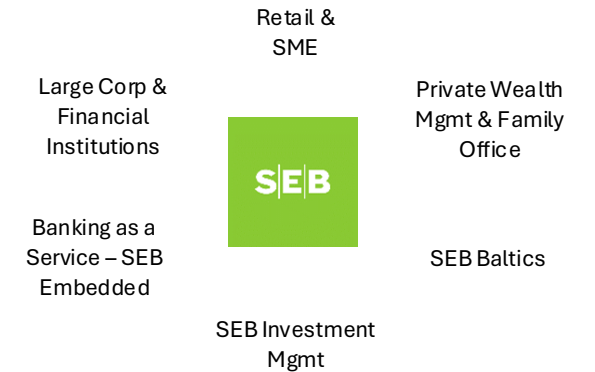 Retail &
SME
Large Corp &
Financial
Institutions
Private Wealth
Mgmt & Family
Office
S|E|B
Banking as a
Service – SEB
Embedded
SEB Baltics
SEB Investment
Mgmt